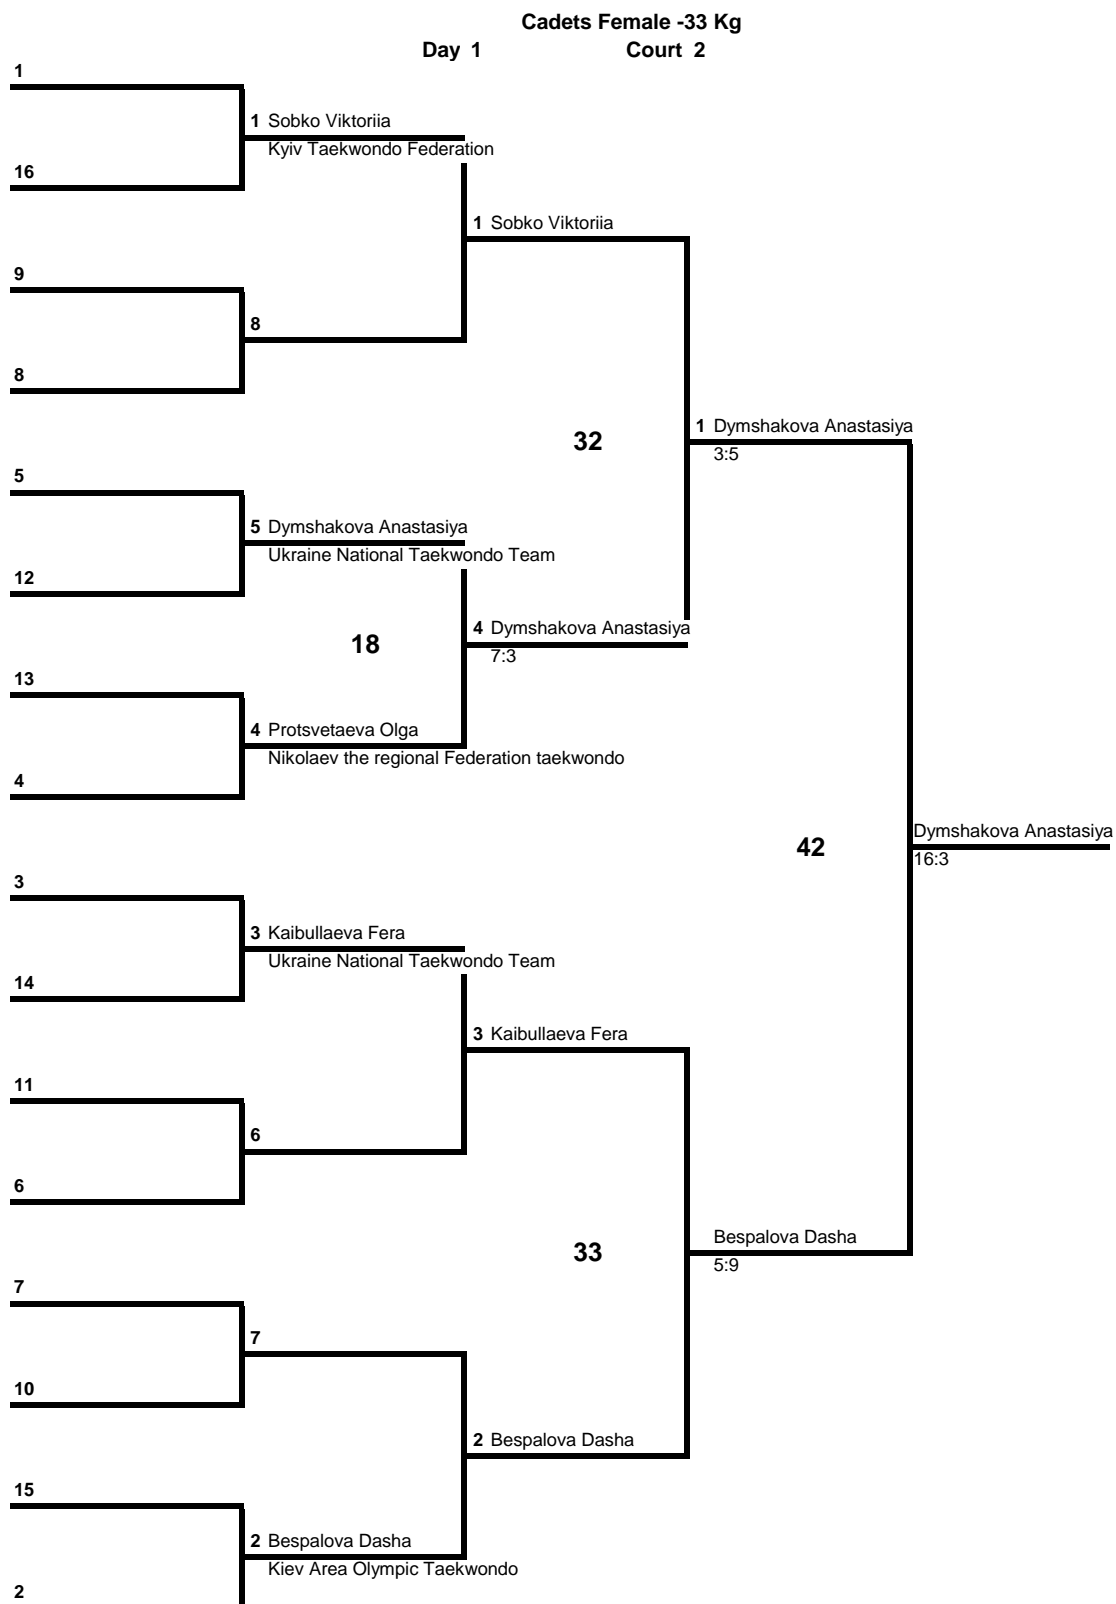 Cadets Female -33 Kg
Day 1 Court 2
1
1 Sobko Viktoriia
Kyiv Taekwondo Federation
16
1 Sobko Viktoriia
9
8
8
1 Dymshakova Anastasiya
32
3:5
5
5 Dymshakova Anastasiya
Ukraine National Taekwondo Team
12
4 Dymshakova Anastasiya
18
7:3
13
4 Protsvetaeva Olga
Nikolaev the regional Federation taekwondo
4
Dymshakova Anastasiya
42
16:3
3
3 Kaibullaeva Fera
Ukraine National Taekwondo Team
14
3 Kaibullaeva Fera
11
6
6
Bespalova Dasha
33
5:9
7
7
10
2 Bespalova Dasha
15
2 Bespalova Dasha
Kiev Area Olympic Taekwondo
2